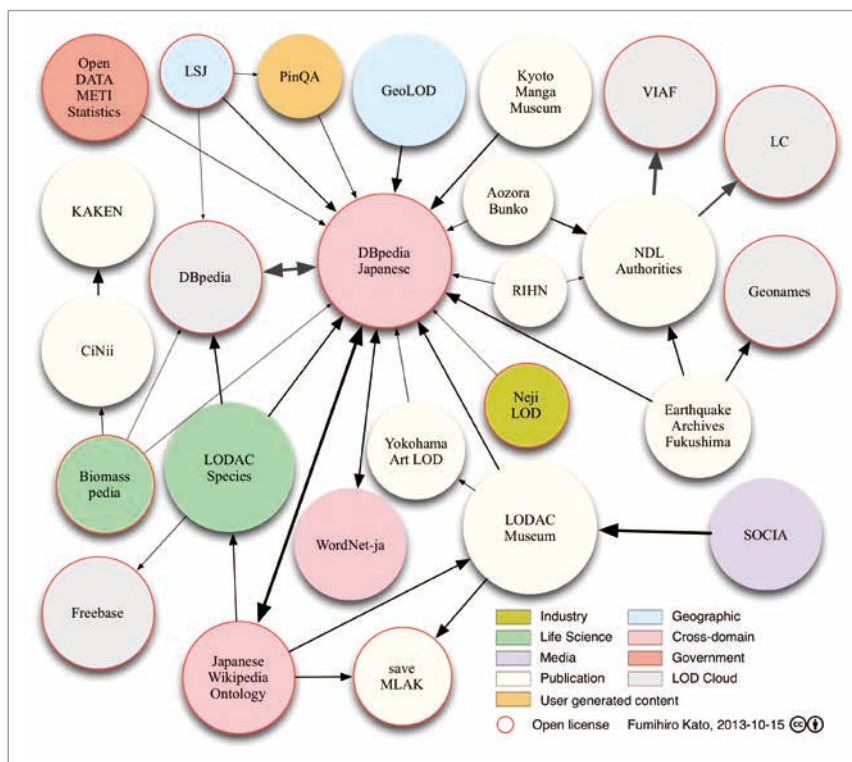 Open
DATA
METI
Statistics
LSJ
PinQA
GeoLOD
Kyoto
Manga
Museum
VIAF
LC
KAKEN
Aozora
Bunko
DBpedia
DBpedia
Japanese
NDL
Authorities
RIHN
Geonames
CiNii
Neji
LOD
Earthquake
Archives
Fukushima
Biomass
pedia
LODAC
Species
Yokohama
Art LOD
WordNet-ja
LODAC
Museum
SOCIA
Freebase
Japanese
Wikipedia
Ontology
save
MLAK
Industry
Geographic
Life Science
Cross-domain
Media
Government
Publication
LOD Cloud
User generated content
Open license Fumihiro Kato, 2013-10-15 cc